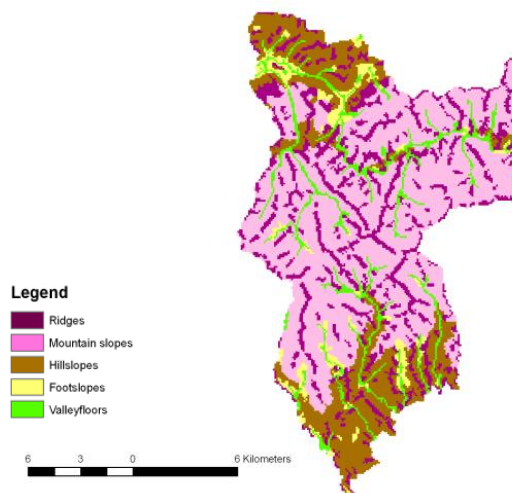 Legend
Ridges
Mountain slopes
Hillslopes
Footslopes
Valleyfloors
6 3 0 6 Kilometers